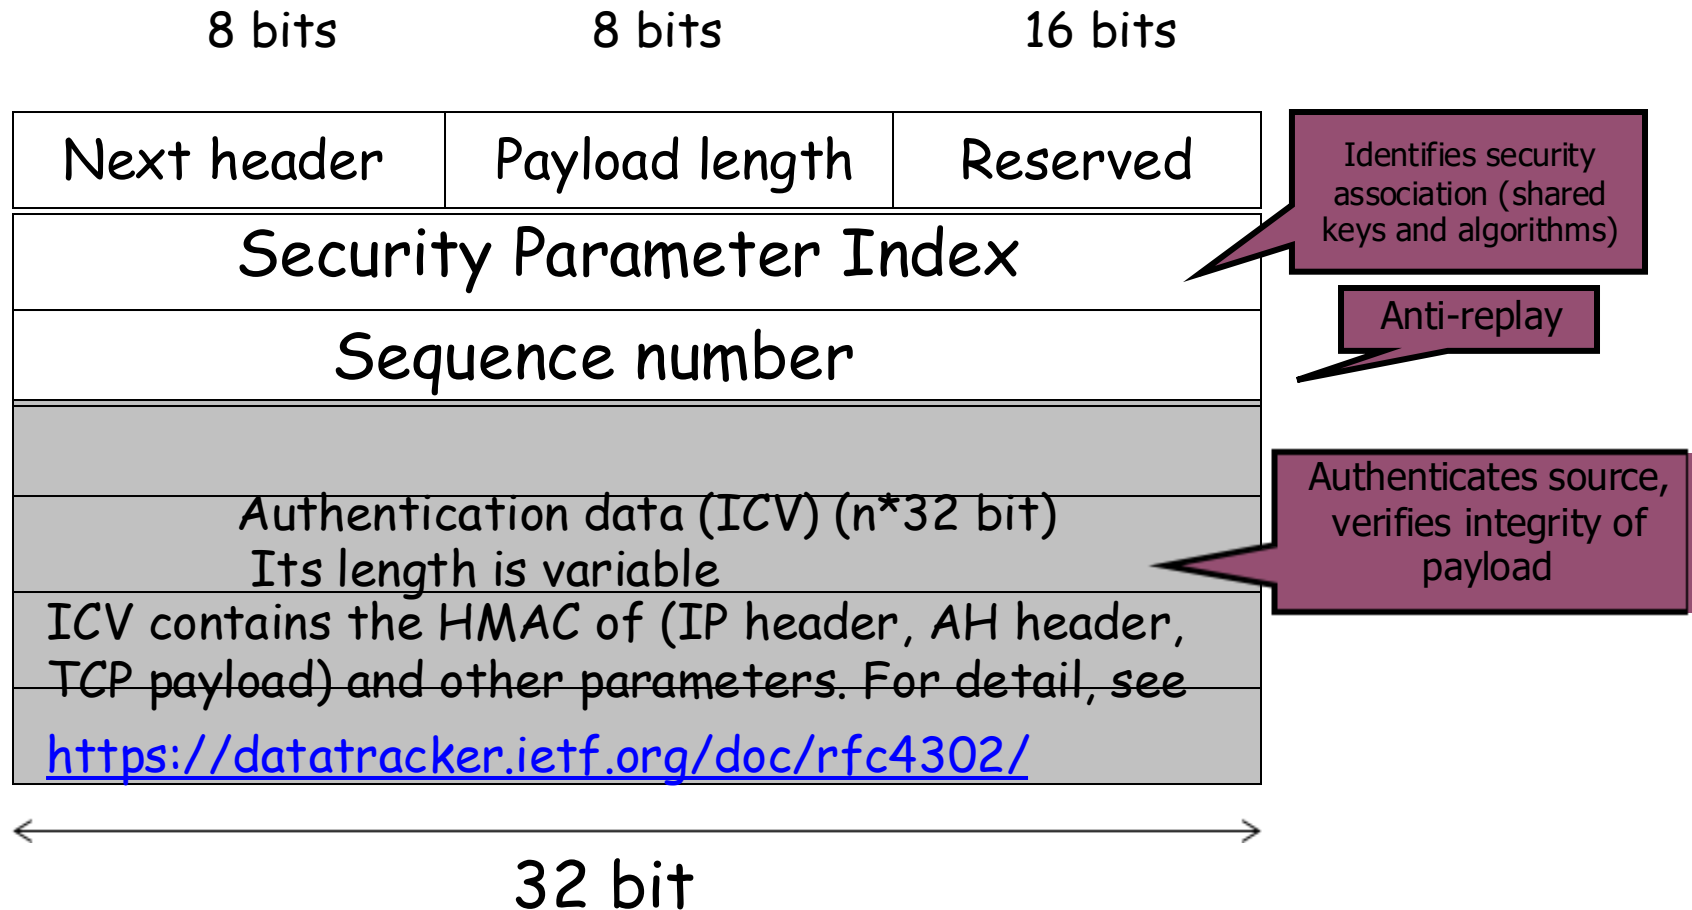 8 bits
8 bits
16 bits
Next header
Payload length
Reserved
Identifies security
association (shared
keys and algorithms)
Security Parameter Index
Anti-replay
Sequence number
Authentication data (ICV) (n*32 bit)
Its length is variable
Authenticates source,
verifies integrity of
payload
ICV contains the HMAC of (IP header, AH header,
TCP payload) and other parameters. For detail, see
https://datatracker.ietf.org/doc/rfc4302/
32 bit